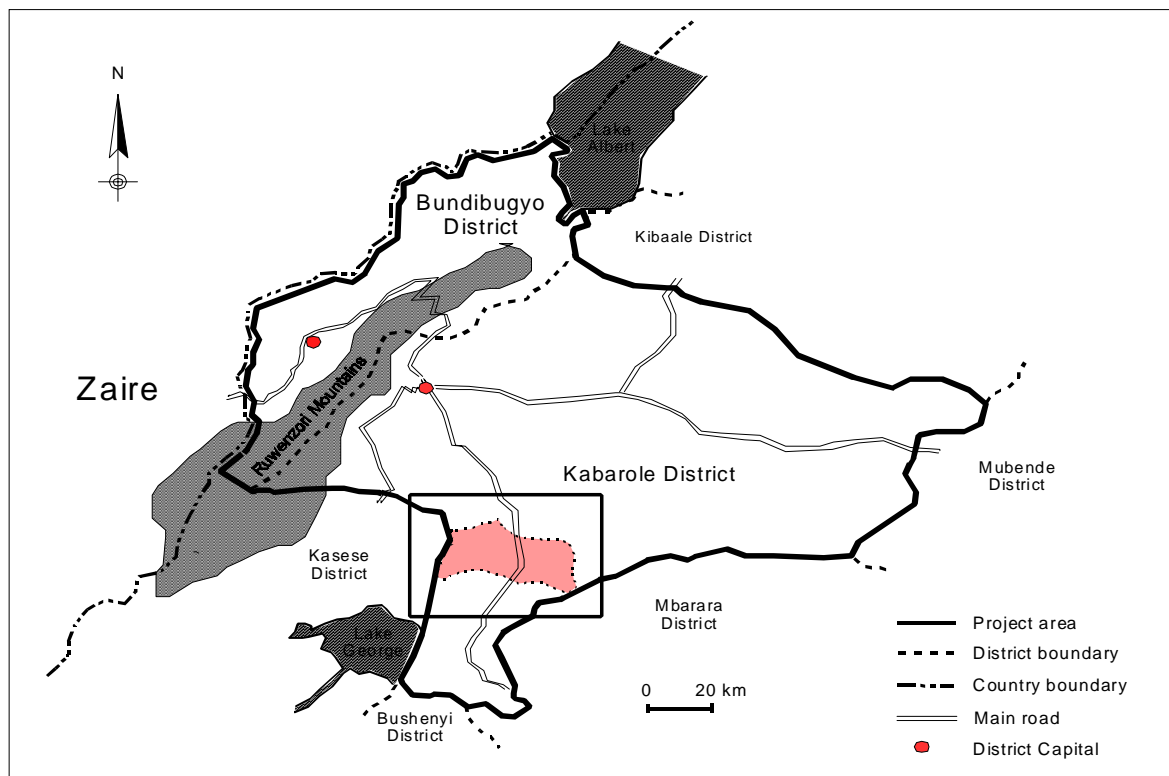 N
Lake
Albert
Bundibugyo
District
Kibaale District
Zaire
Ruwenzori Mountains
Kabarole District
Mubende
District
Kasese
District
Mbarara
District
Lake
George
Bushenyi
District
0 20 km
Project area
District boundary
Country boundary
Main road
District Capital